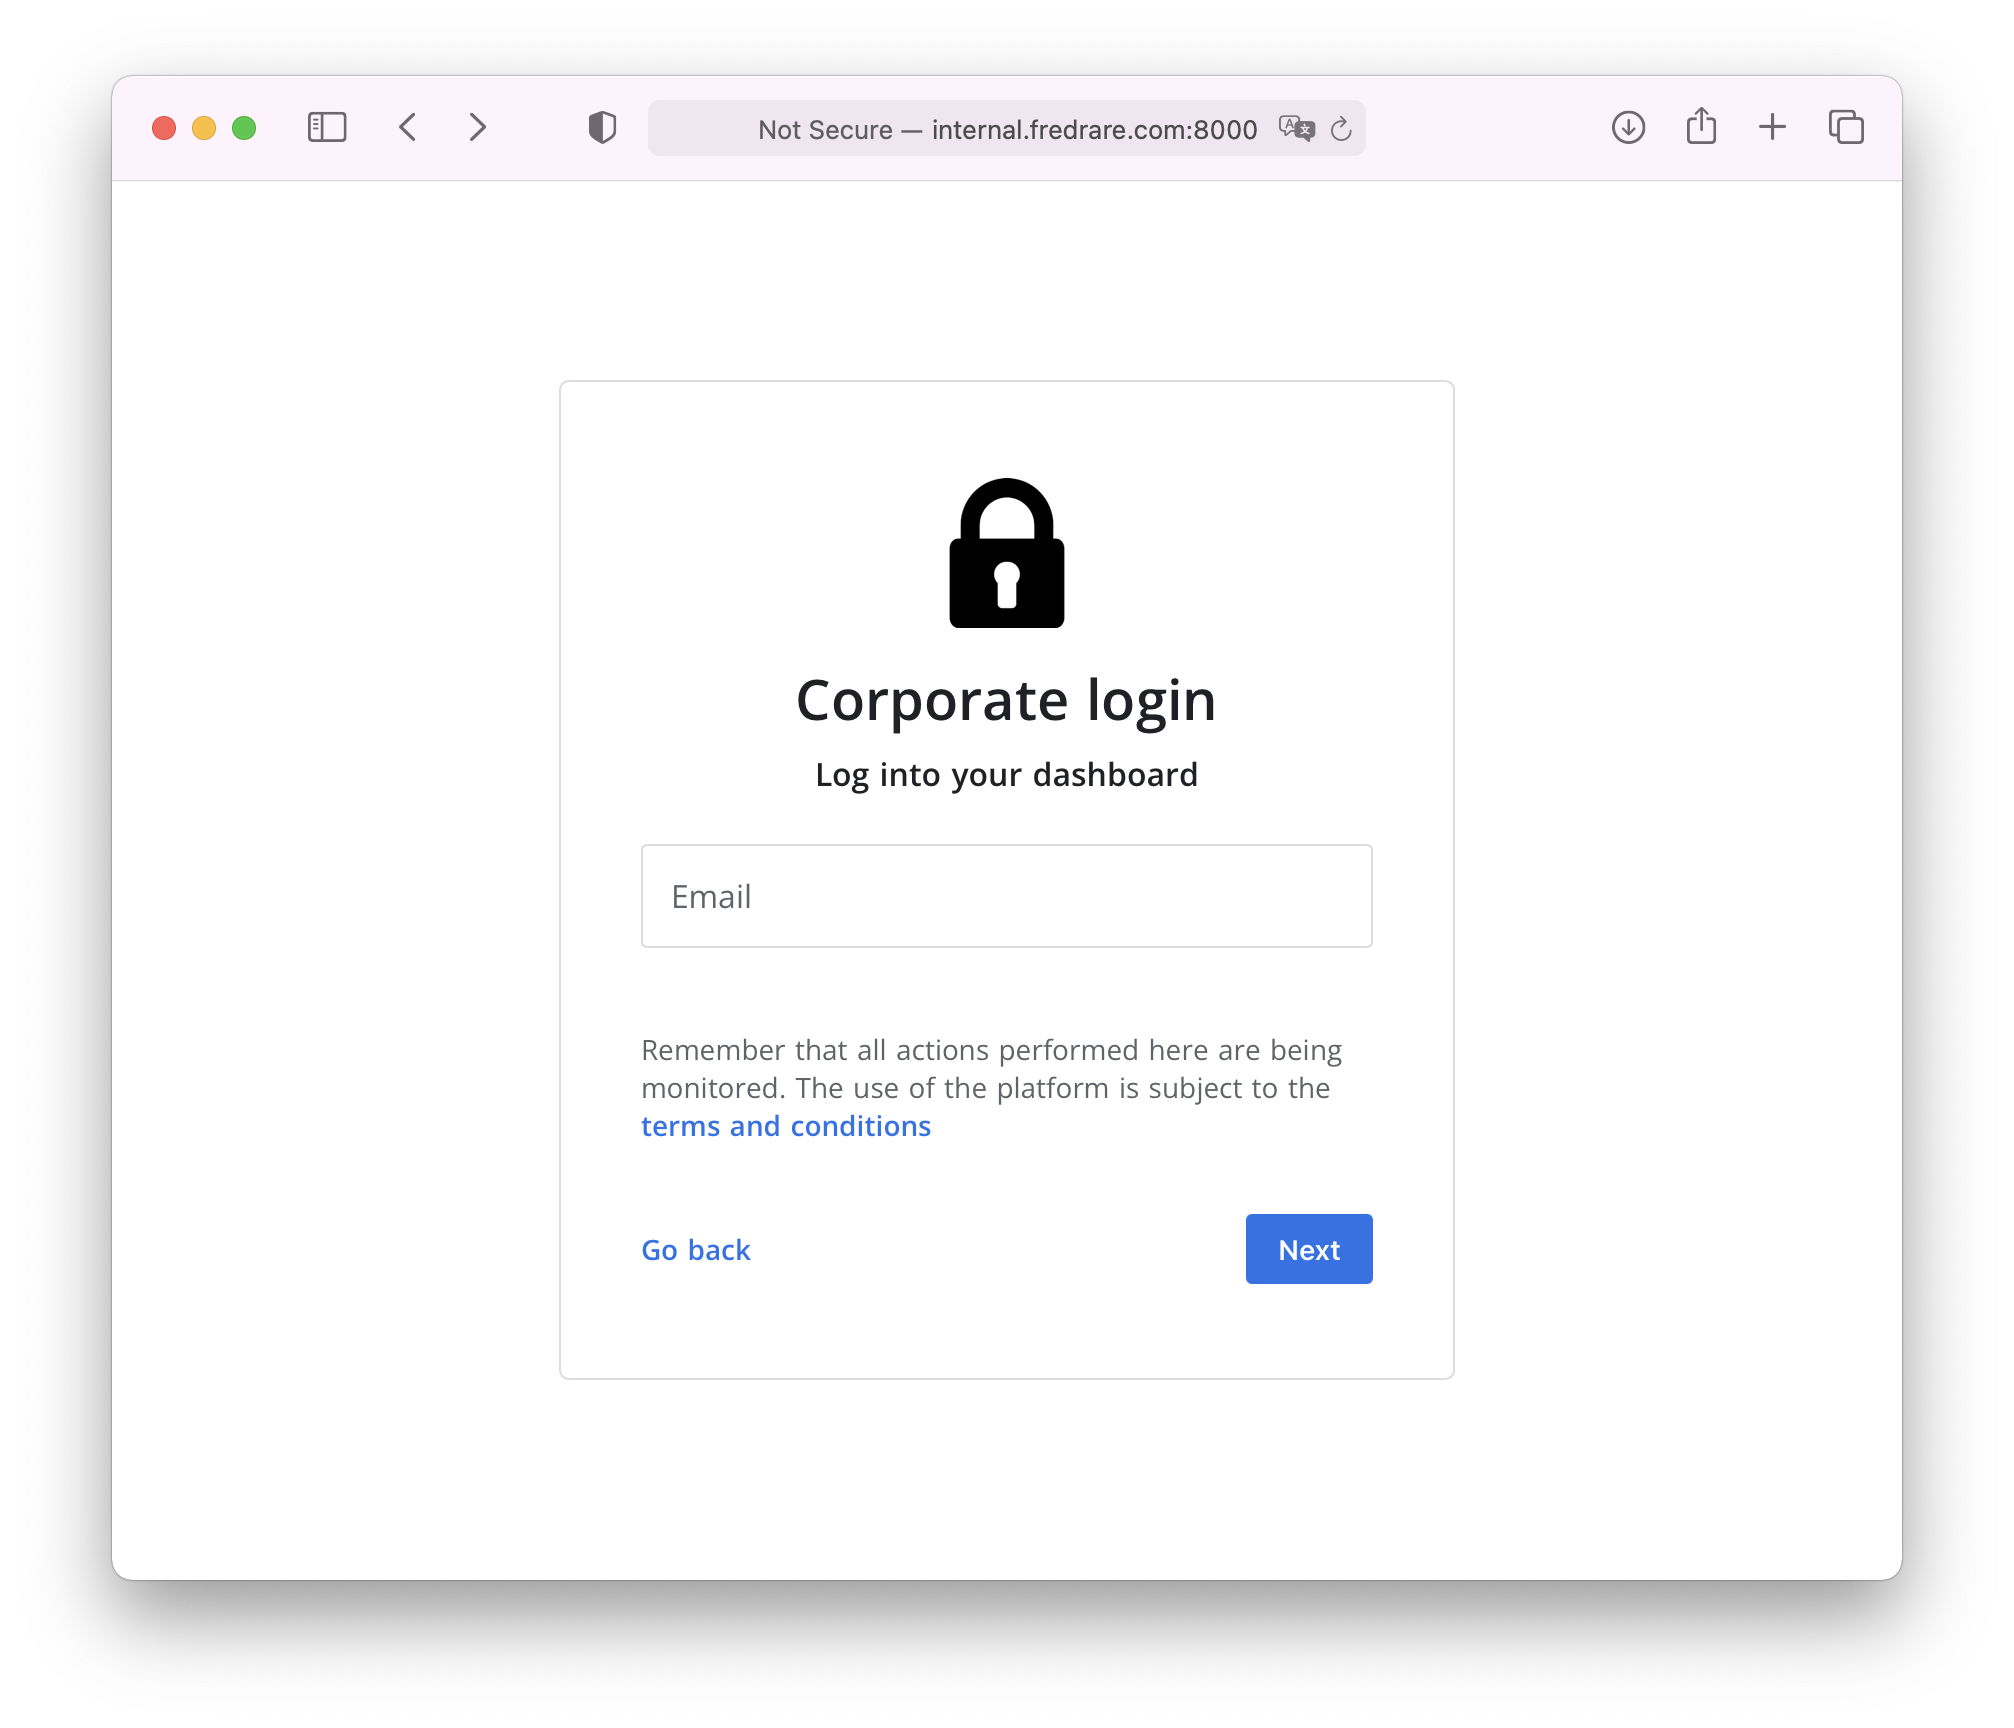 Not Secure — internal.fredrare.com:8000
Corporate login
Log into your dashboard
Email
Remember that all actions performed here are being
monitored. The use of the platform is subject to the
terms and conditions
Go back
Next